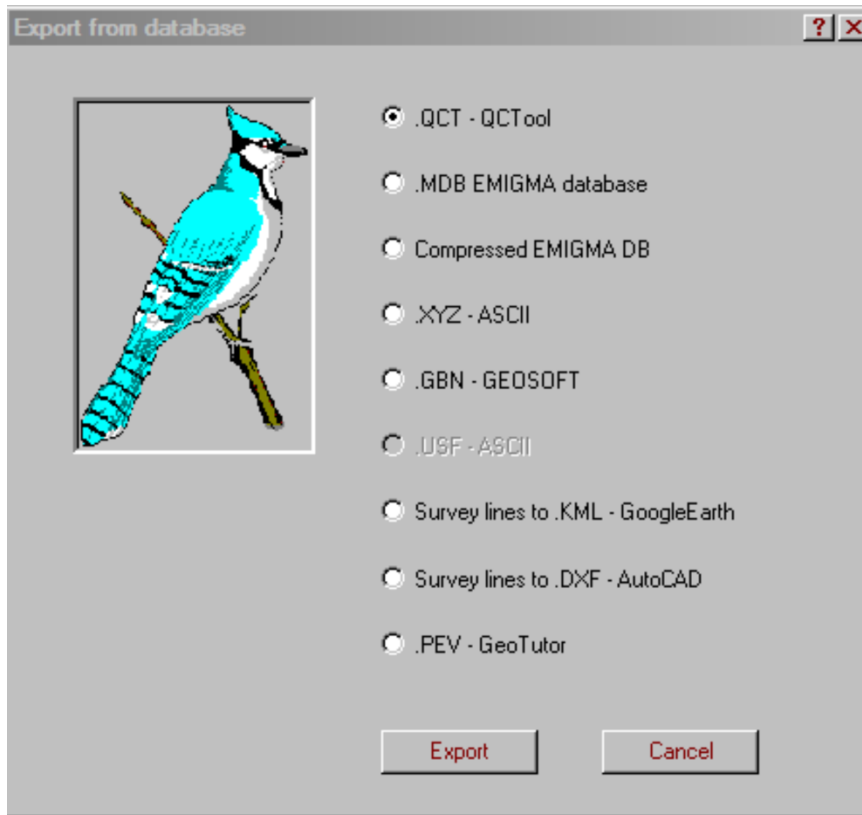 Export from database
? X
.QCT - QCTool
.MDB EMIGMA database
Compressed EMIGMA DB
.XYZ - ASCII
.GBN - GEOSOFT
.USF - ASCII
Survey lines to .KML - GoogleEarth
Survey lines to .DXF - AutoCAD
.PEV - GeoTutor
Export Cancel